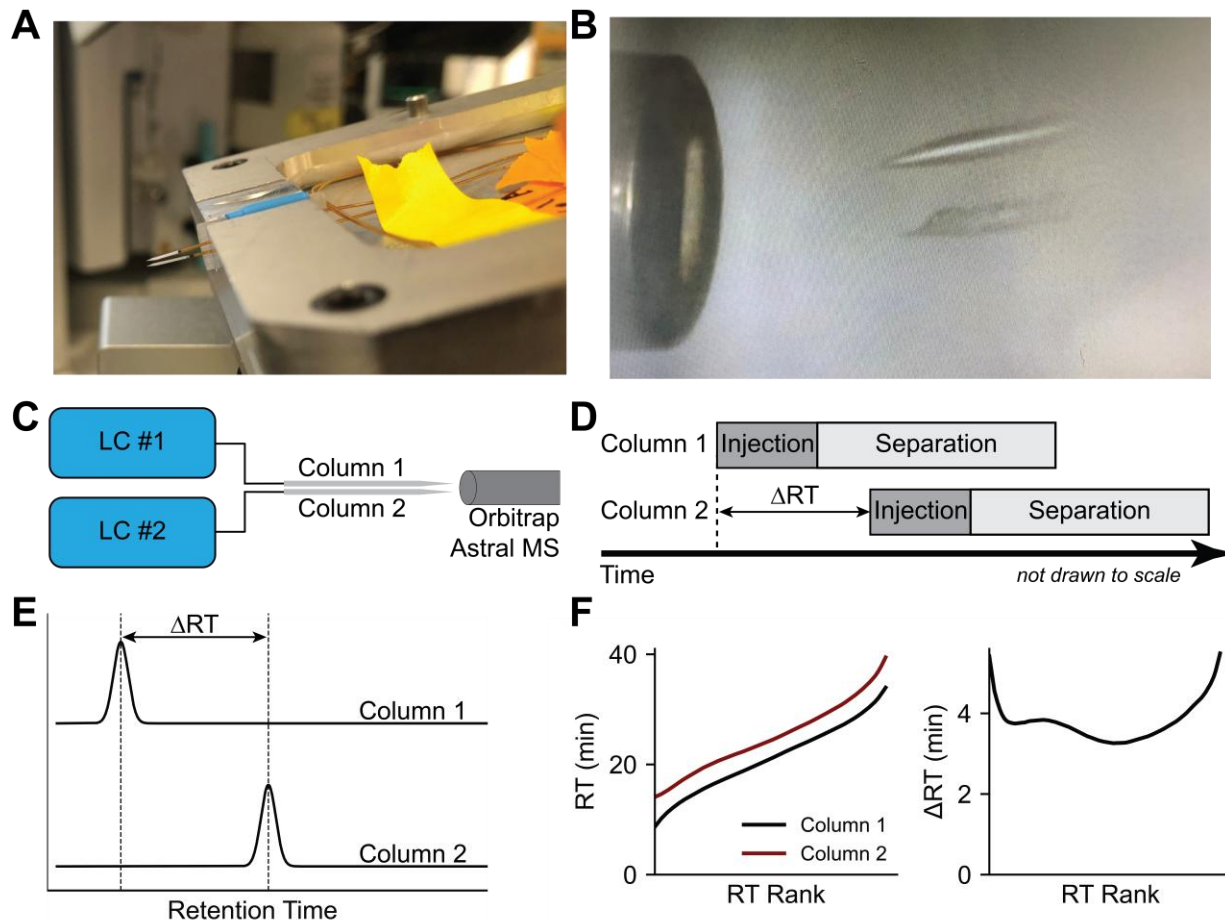 A
B
C
LC #1
LC #2
Column 1
Column 2
Orbitrap
Astral MS
D
Column 1
Injection
Separation
ΔRT
Column 2
Injection
Separation
Time
not drawn to scale
E
ΔRT
Column 1
Column 2
Retention Time
F
40
20
0
RT (min)
Column 1
Column 2
RT Rank
4
2
0
ΔRT (min)
RT Rank